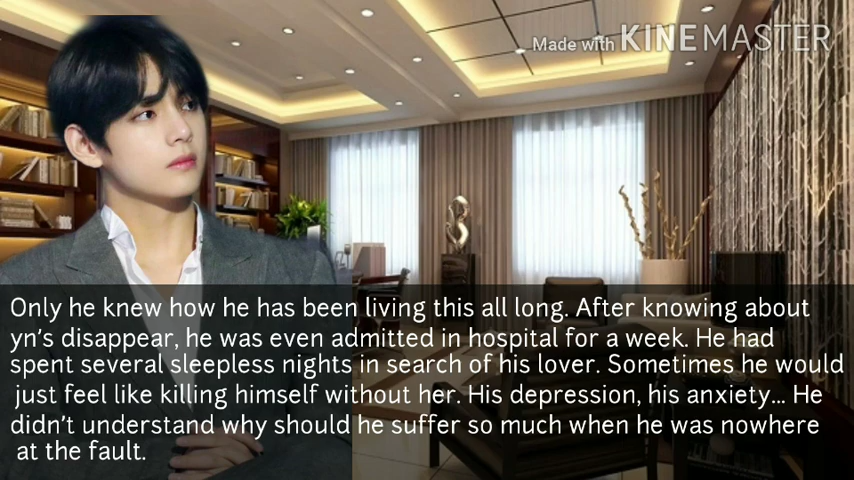 Made with KINEMASTER
Only he knew how he has been living this all long. After knowing about
yn's disappear, he was even admitted in hospital for a week. He had
spent several sleepless nights in search of his lover. Sometimes he would
just feel like killing himself without her. His depression, his anxiety... He
didn't understand why should he suffer so much when he was nowhere
at the fault.